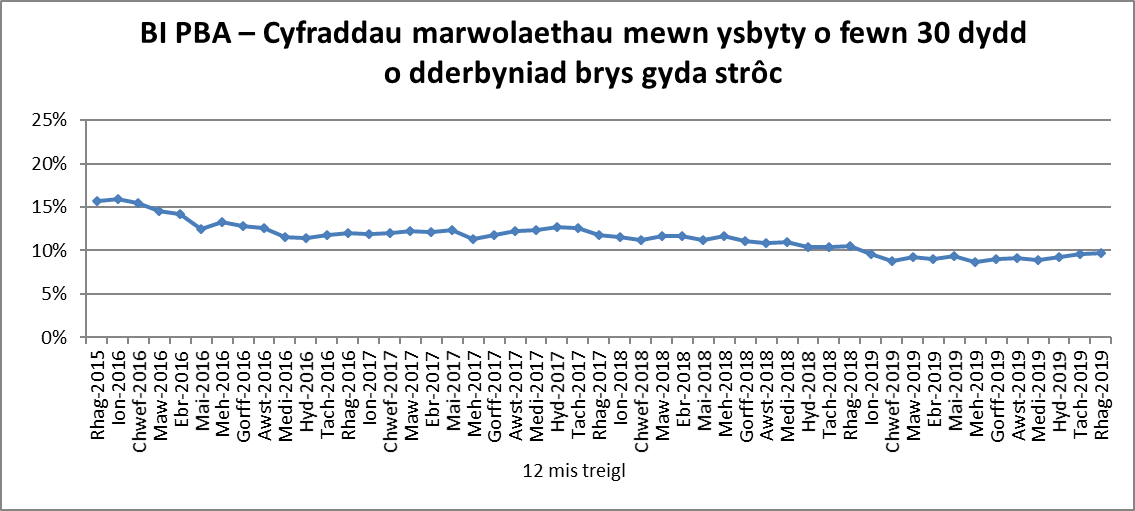 BI PBA – Cyfraddau marwolaethau mewn ysbyty o fewn 30 dydd
o dderbyniad brys gyda strôc
25%
20%
15%
10%
5%
0%
Rhag-2015
Ion-2016
Chwef-2016
Maw-2016
Ebr-2016
Mai-2016
Meh-2016
Gorff-2016
Awst-2016
Medi-2016
Hyd-2016
Tach-2016
Rhag-2016
Ion-2017
Chwef-2017
Maw-2017
Ebr-2017
Mai-2017
Meh-2017
Gorff-2017
Awst-2017
Medi-2017
Hyd-2017
Tach-2017
Rhag-2017
Ion-2018
Chwef-2018
Maw-2018
Ebr-2018
Mai-2018
Meh-2018
Gorff-2018
Awst-2018
Medi-2018
Hyd-2018
Tach-2018
Rhag-2018
Ion-2019
Chwef-2019
Maw-2019
Ebr-2019
Mai-2019
Meh-2019
Gorff-2019
Awst-2019
Medi-2019
Hyd-2019
Tach-2019
Rhag-2019
12 mis treigl